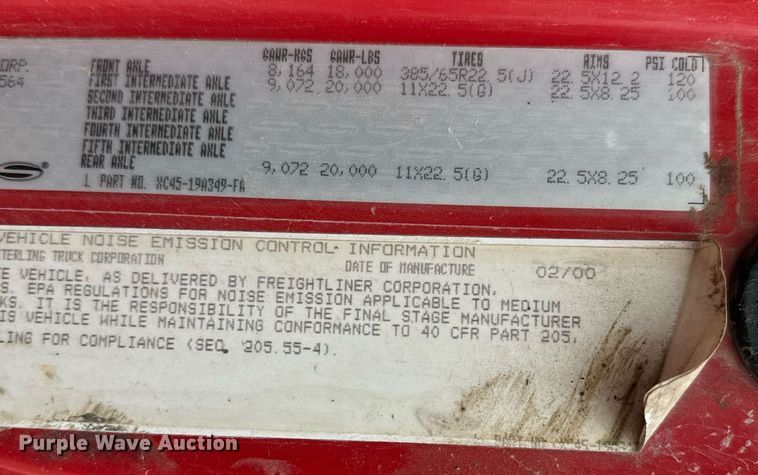 GAWR-KGS GAWR-LBS TIRES RIMS PSI COLD
ORP. FRONT AXLE 8,164 18,000 385/65R22.5(J) 22.5X12.2 120
564 FIRST INTERMEDIATE AXLE 9,072 20,000 11X22.5(G) 22.5X8.25 100
SECOND INTERMEDIATE AXLE
THIRD INTERMEDIATE AXLE
FOURTH INTERMEDIATE AXLE
FIFTH INTERMEDIATE AXLE
REAR AXLE 9,072 20,000 11X22.5(G) 22.5X8.25 100
L PART NO. XC45-19A349-FA
VEHICLE NOISE EMISSION CONTROL INFORMATION
TERLING TRUCK CORPORATION DATE OF MANUFACTURE 02/00
E VEHICLE, AS DELIVERED BY FREIGHTLINER CORPORATION,
S. EPA REGULATIONS FOR NOISE EMISSION APPLICABLE TO MEDIUM
KS. IT IS THE RESPONSIBILITY OF THE FINAL STAGE MANUFACTURER
IS VEHICLE WHILE MAINTAINING CONFORMANCE TO 40 CFR PART 205,
LING FOR COMPLIANCE (SEQ. 205.55-4).
Purple Wave Auction